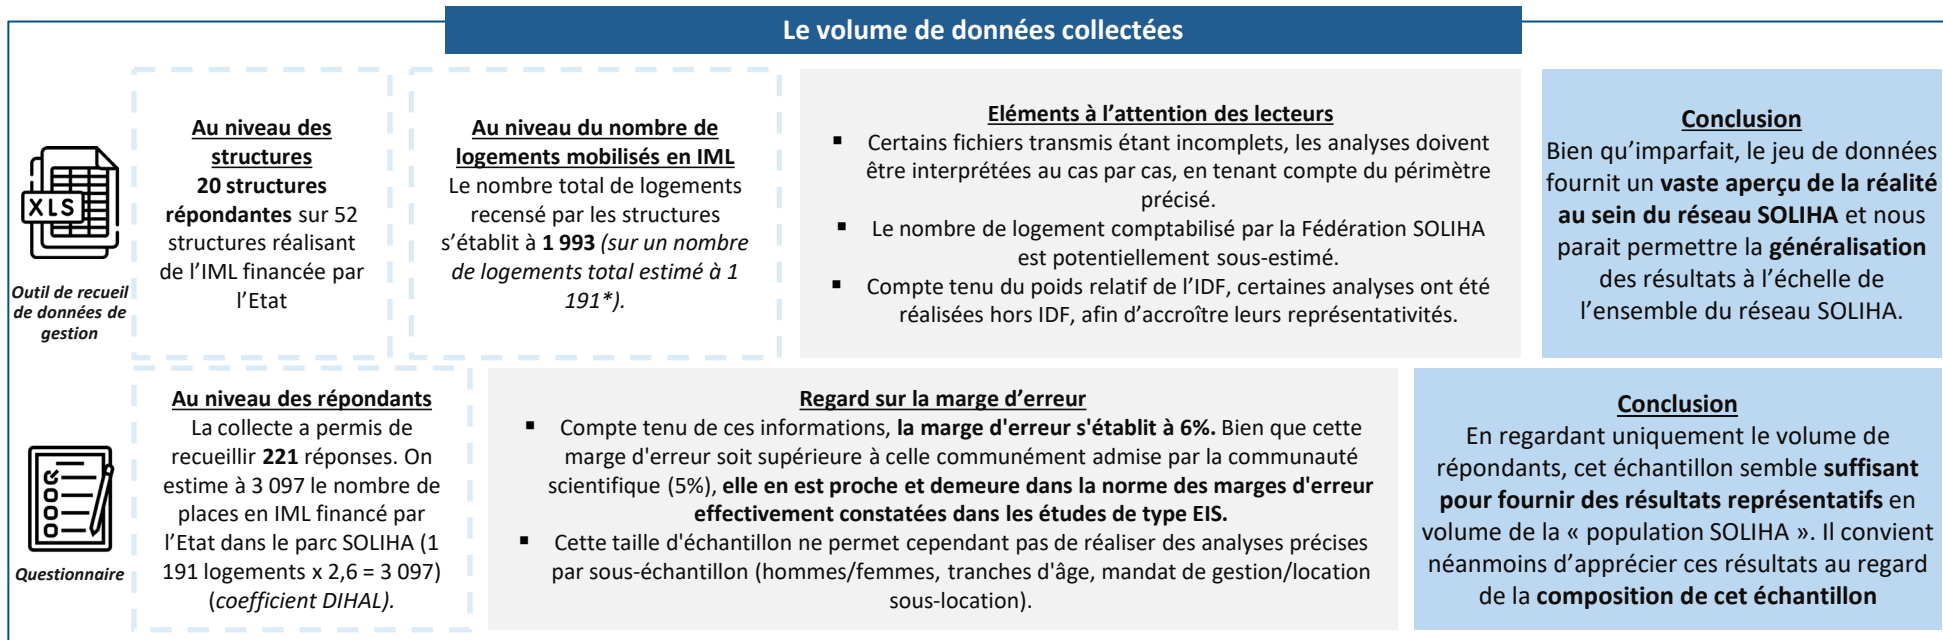 Le volume de données collectées
XLS
Outil de recueil
de données de
gestion
Au niveau des
structures
20 structures
répondantes sur 52
structures réalisant
de l’IML financée par
l’Etat
Au niveau du nombre de
logements mobilisés en IML
Le nombre total de logements
recensé par les structures
s’établit à 1 993 (sur un nombre
de logements total estimé à 1
191*).
Eléments à l’attention des lecteurs
▪ Certains fichiers transmis étant incomplets, les analyses doivent
être interprétées au cas par cas, en tenant compte du périmètre
précisé.
▪ Le nombre de logement comptabilisé par la Fédération SOLIHA
est potentiellement sous-estimé.
▪ Compte tenu du poids relatif de l’IDF, certaines analyses ont été
réalisées hors IDF, afin d’accroître leurs représentativités.
Conclusion
Bien qu’imparfait, le jeu de données
fournit un vaste aperçu de la réalité
au sein du réseau SOLIHA et nous
parait permettre la généralisation
des résultats à l’échelle de
l’ensemble du réseau SOLIHA.
Questionnaire
Au niveau des répondants
La collecte a permis de
recueillir 221 réponses. On
estime à 3 097 le nombre de
places en IML financé par
l’Etat dans le parc SOLIHA (1
191 logements x 2,6 = 3 097)
(coefficient DIHAL).
Regard sur la marge d’erreur
▪ Compte tenu de ces informations, la marge d'erreur s'établit à 6%. Bien que cette
marge d'erreur soit supérieure à celle communément admise par la communauté
scientifique (5%), elle en est proche et demeure dans la norme des marges d'erreur
effectivement constatées dans les études de type EIS.
▪ Cette taille d'échantillon ne permet cependant pas de réaliser des analyses précises
par sous-échantillon (hommes/femmes, tranches d'âge, mandat de gestion/location
sous-location).
Conclusion
En regardant uniquement le volume de
répondants, cet échantillon semble suffisant
pour fournir des résultats représentatifs en
volume de la « population SOLIHA ». Il convient
néanmoins d’apprécier ces résultats au regard
de la composition de cet échantillon